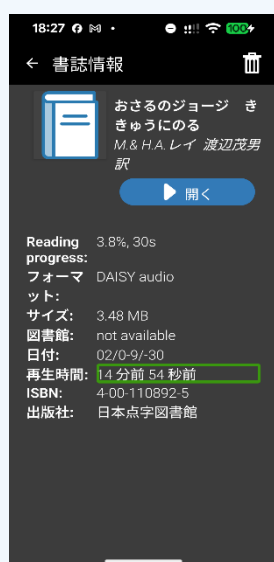 18:27
100
← 書誌情報
おさるのジョージ き
きゅうにのる
M.& H.A.レイ 渡辺茂男
訳
開く
Reading progress: 3.8%, 30s
フォーマット: DAISY audio
サイズ: 3.48 MB
図書館: not available
日付: 02/0-9/-30
再生時間: 14 分前 54 秒前
ISBN: 4-00-110892-5
出版社: 日本点字図書館